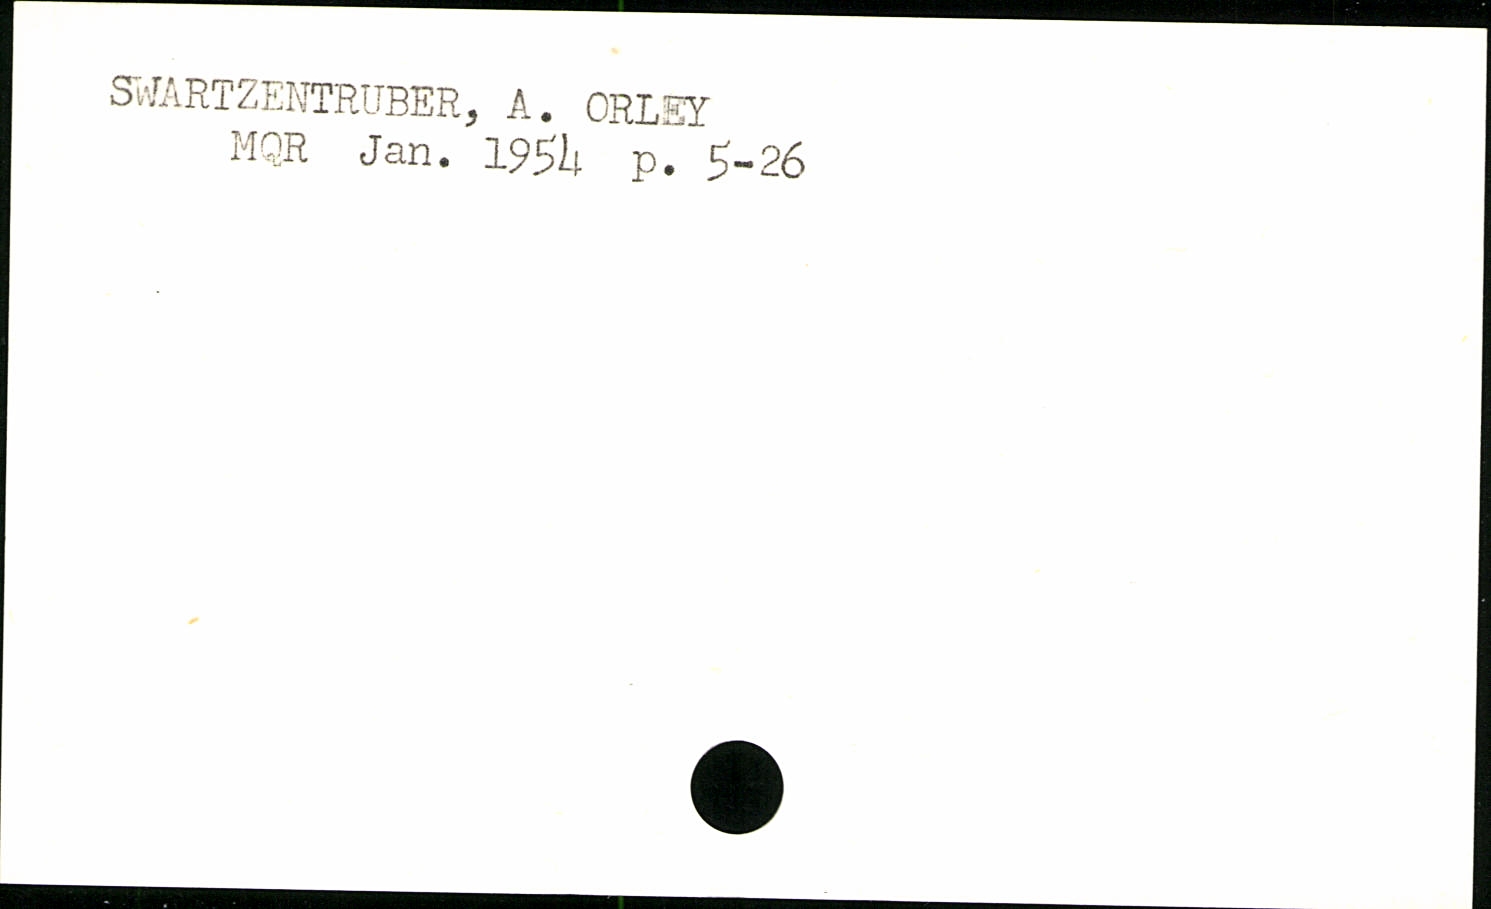 SWARTZENTRUBER, A. ORLEY
MQR Jan. 1954 p. 5-26